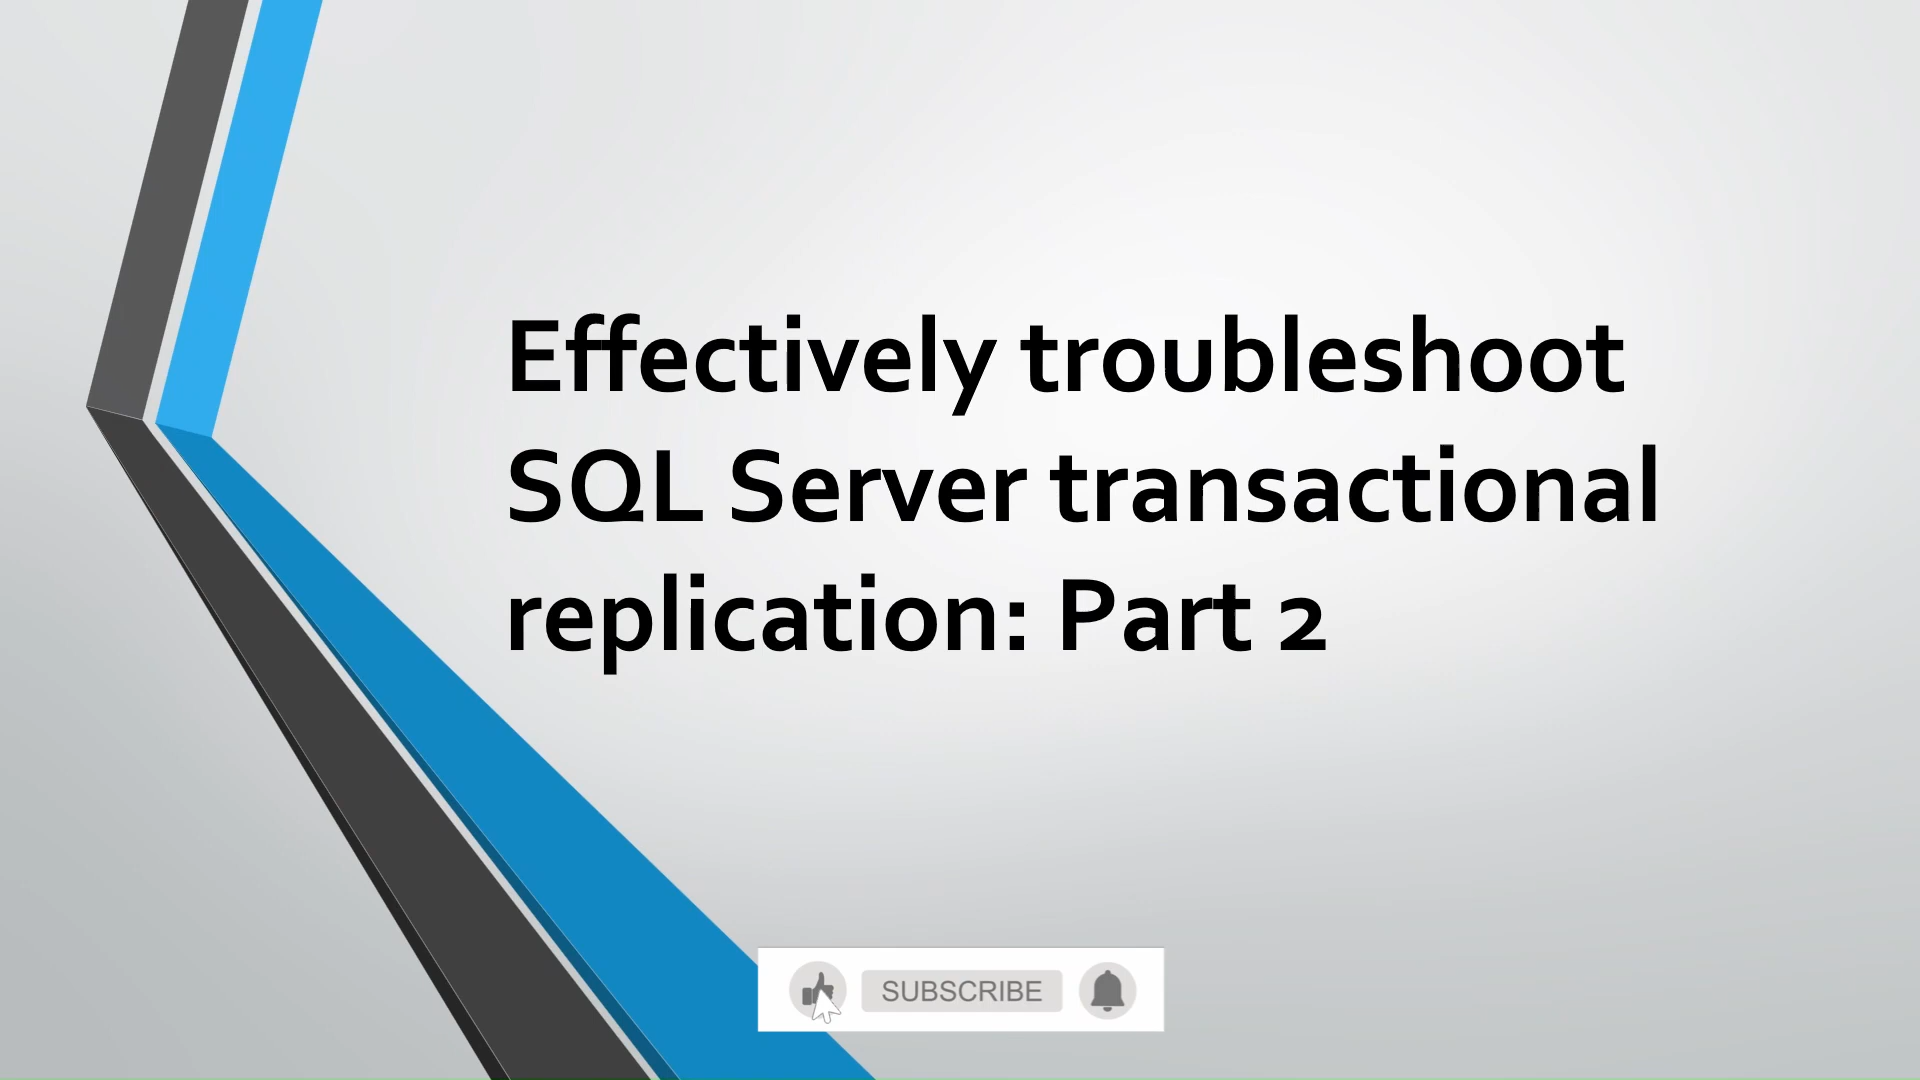 Effectively troubleshoot
SQL Server transactional
replication: Part 2
SUBSCRIBE